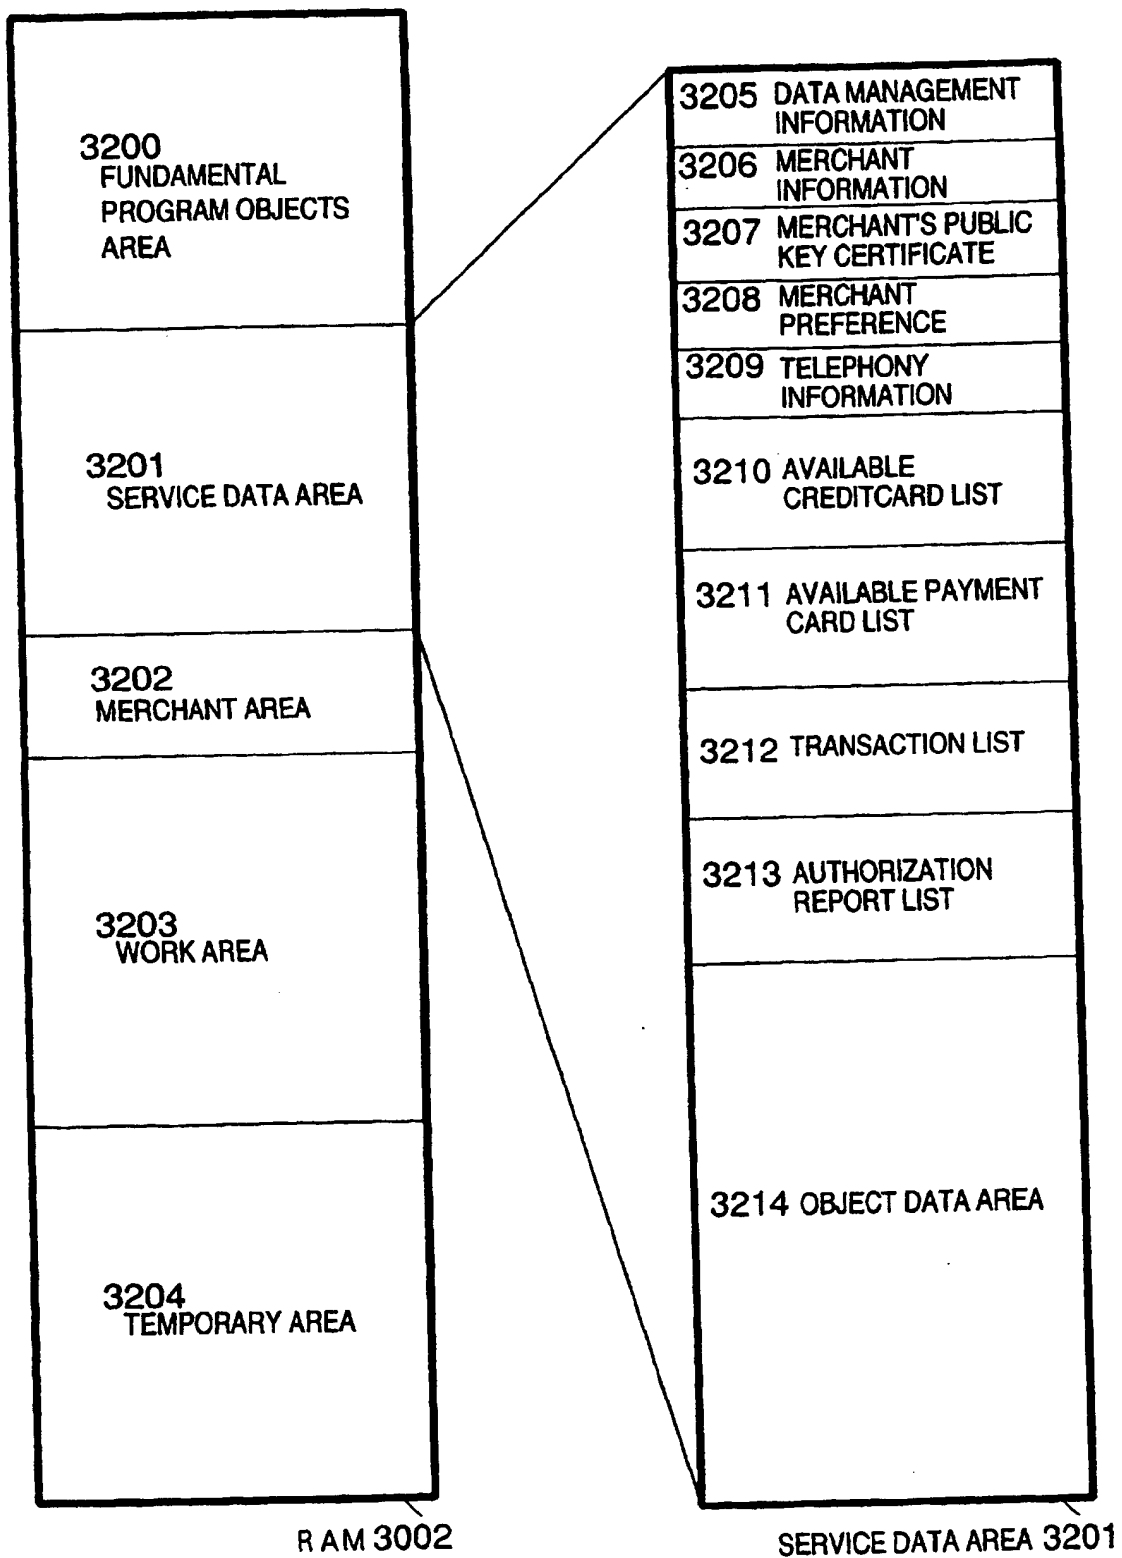 3200
FUNDAMENTAL
PROGRAM OBJECTS
AREA
3201
SERVICE DATA AREA
3202
MERCHANT AREA
3203
WORK AREA
3204
TEMPORARY AREA
RAM 3002
3205 DATA MANAGEMENT
INFORMATION
3206 MERCHANT
INFORMATION
3207 MERCHANT'S PUBLIC
KEY CERTIFICATE
3208 MERCHANT
PREFERENCE
3209 TELEPHONY
INFORMATION
3210 AVAILABLE
CREDITCARD LIST
3211 AVAILABLE PAYMENT
CARD LIST
3212 TRANSACTION LIST
3213 AUTHORIZATION
REPORT LIST
3214 OBJECT DATA AREA
SERVICE DATA AREA 3201